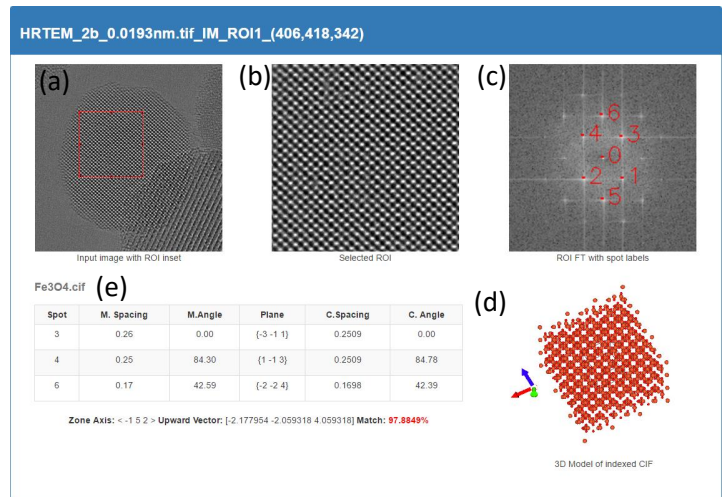 HRTEM_2b_0.0193nm.tif_IM_ROI1_(406,418,342)
(a) (b) (c)
6
4 3
0
2 1
5
Input image with ROI inset Selected ROI ROI FT with spot labels
Fe3O4.cif (e) (d)
Spot M. Spacing M.Angle Plane C.Spacing C. Angle
3 0.26 0.00 {-3 -1 1} 0.2509 0.00
4 0.25 84.30 {1 -1 3} 0.2509 84.78
6 0.17 42.59 {-2 -2 4} 0.1698 42.39
Zone Axis: < -1 5 2 > Upward Vector: [-2.177954 -2.059318 4.059318] Match: 97.8849%
3D Model of indexed CIF